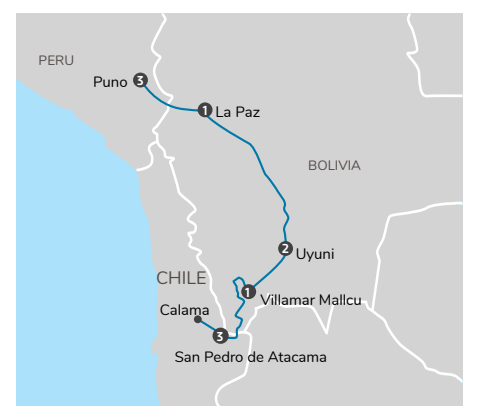 PERU
Puno 3
1 La Paz
BOLIVIA
2 Uyuni
CHILE
1 Villamar Mallcu
Calama
3
San Pedro de Atacama